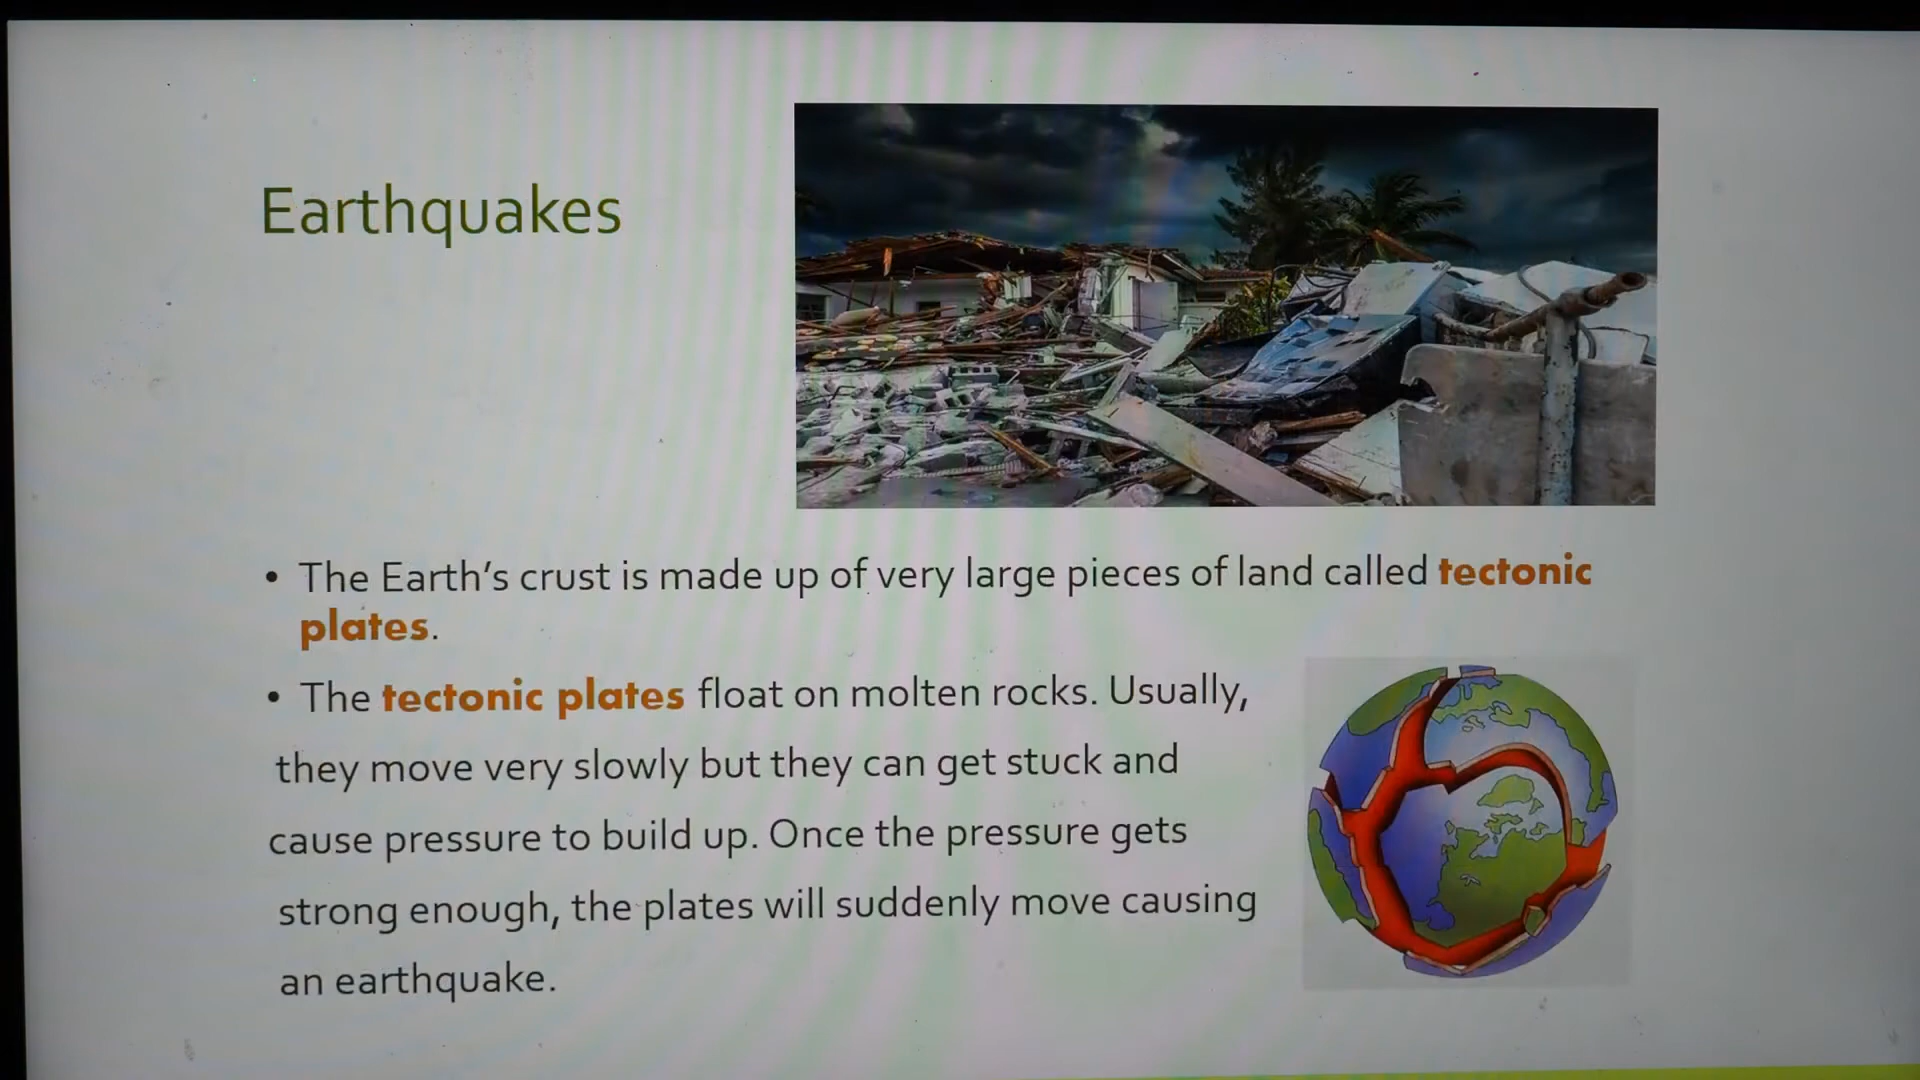 Earthquakes
• The Earth’s crust is made up of very large pieces of land called tectonic
plates.
• The tectonic plates float on molten rocks. Usually,
they move very slowly but they can get stuck and
cause pressure to build up. Once the pressure gets
strong enough, the plates will suddenly move causing
an earthquake.